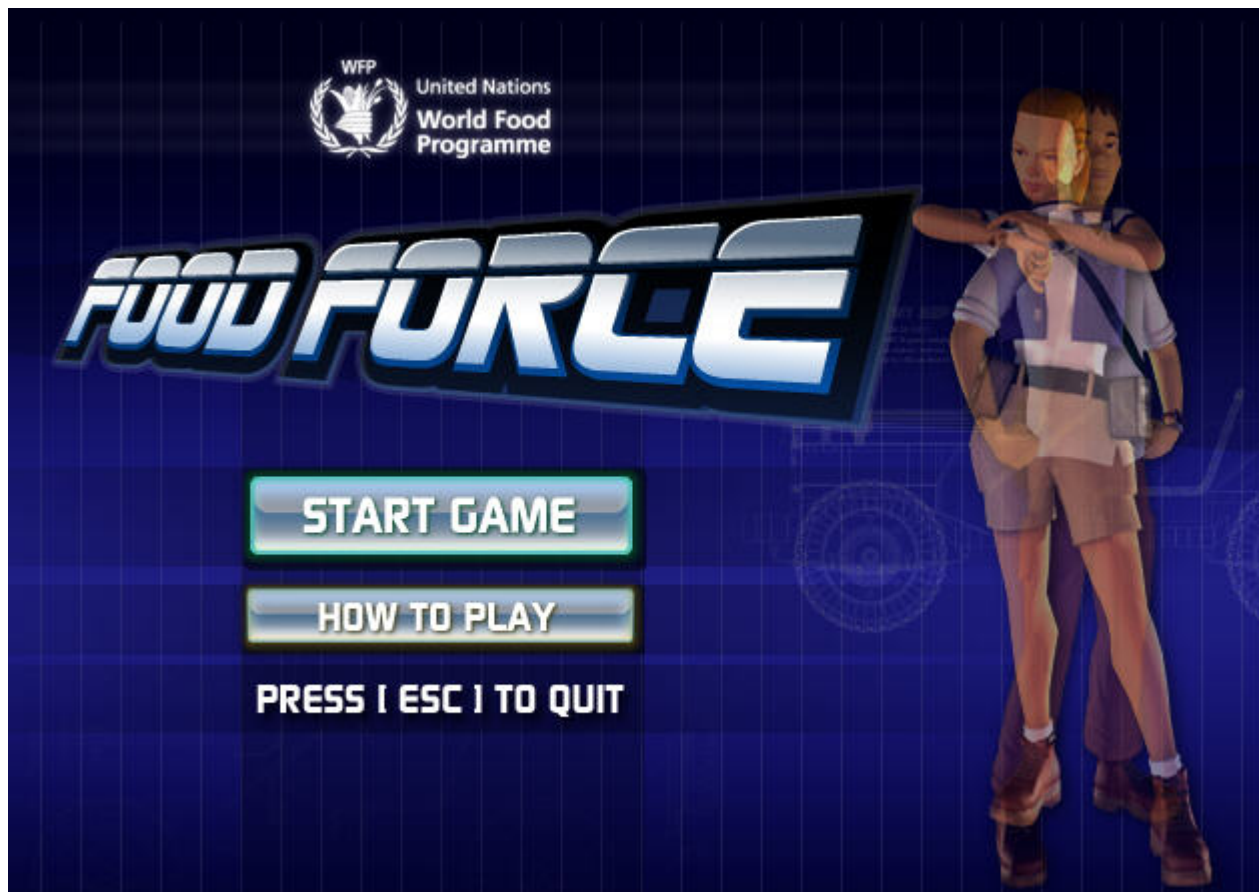 WFP
United Nations
World Food
Programme
FOOD FORCE
START GAME
HOW TO PLAY
PRESS [ ESC ] TO QUIT